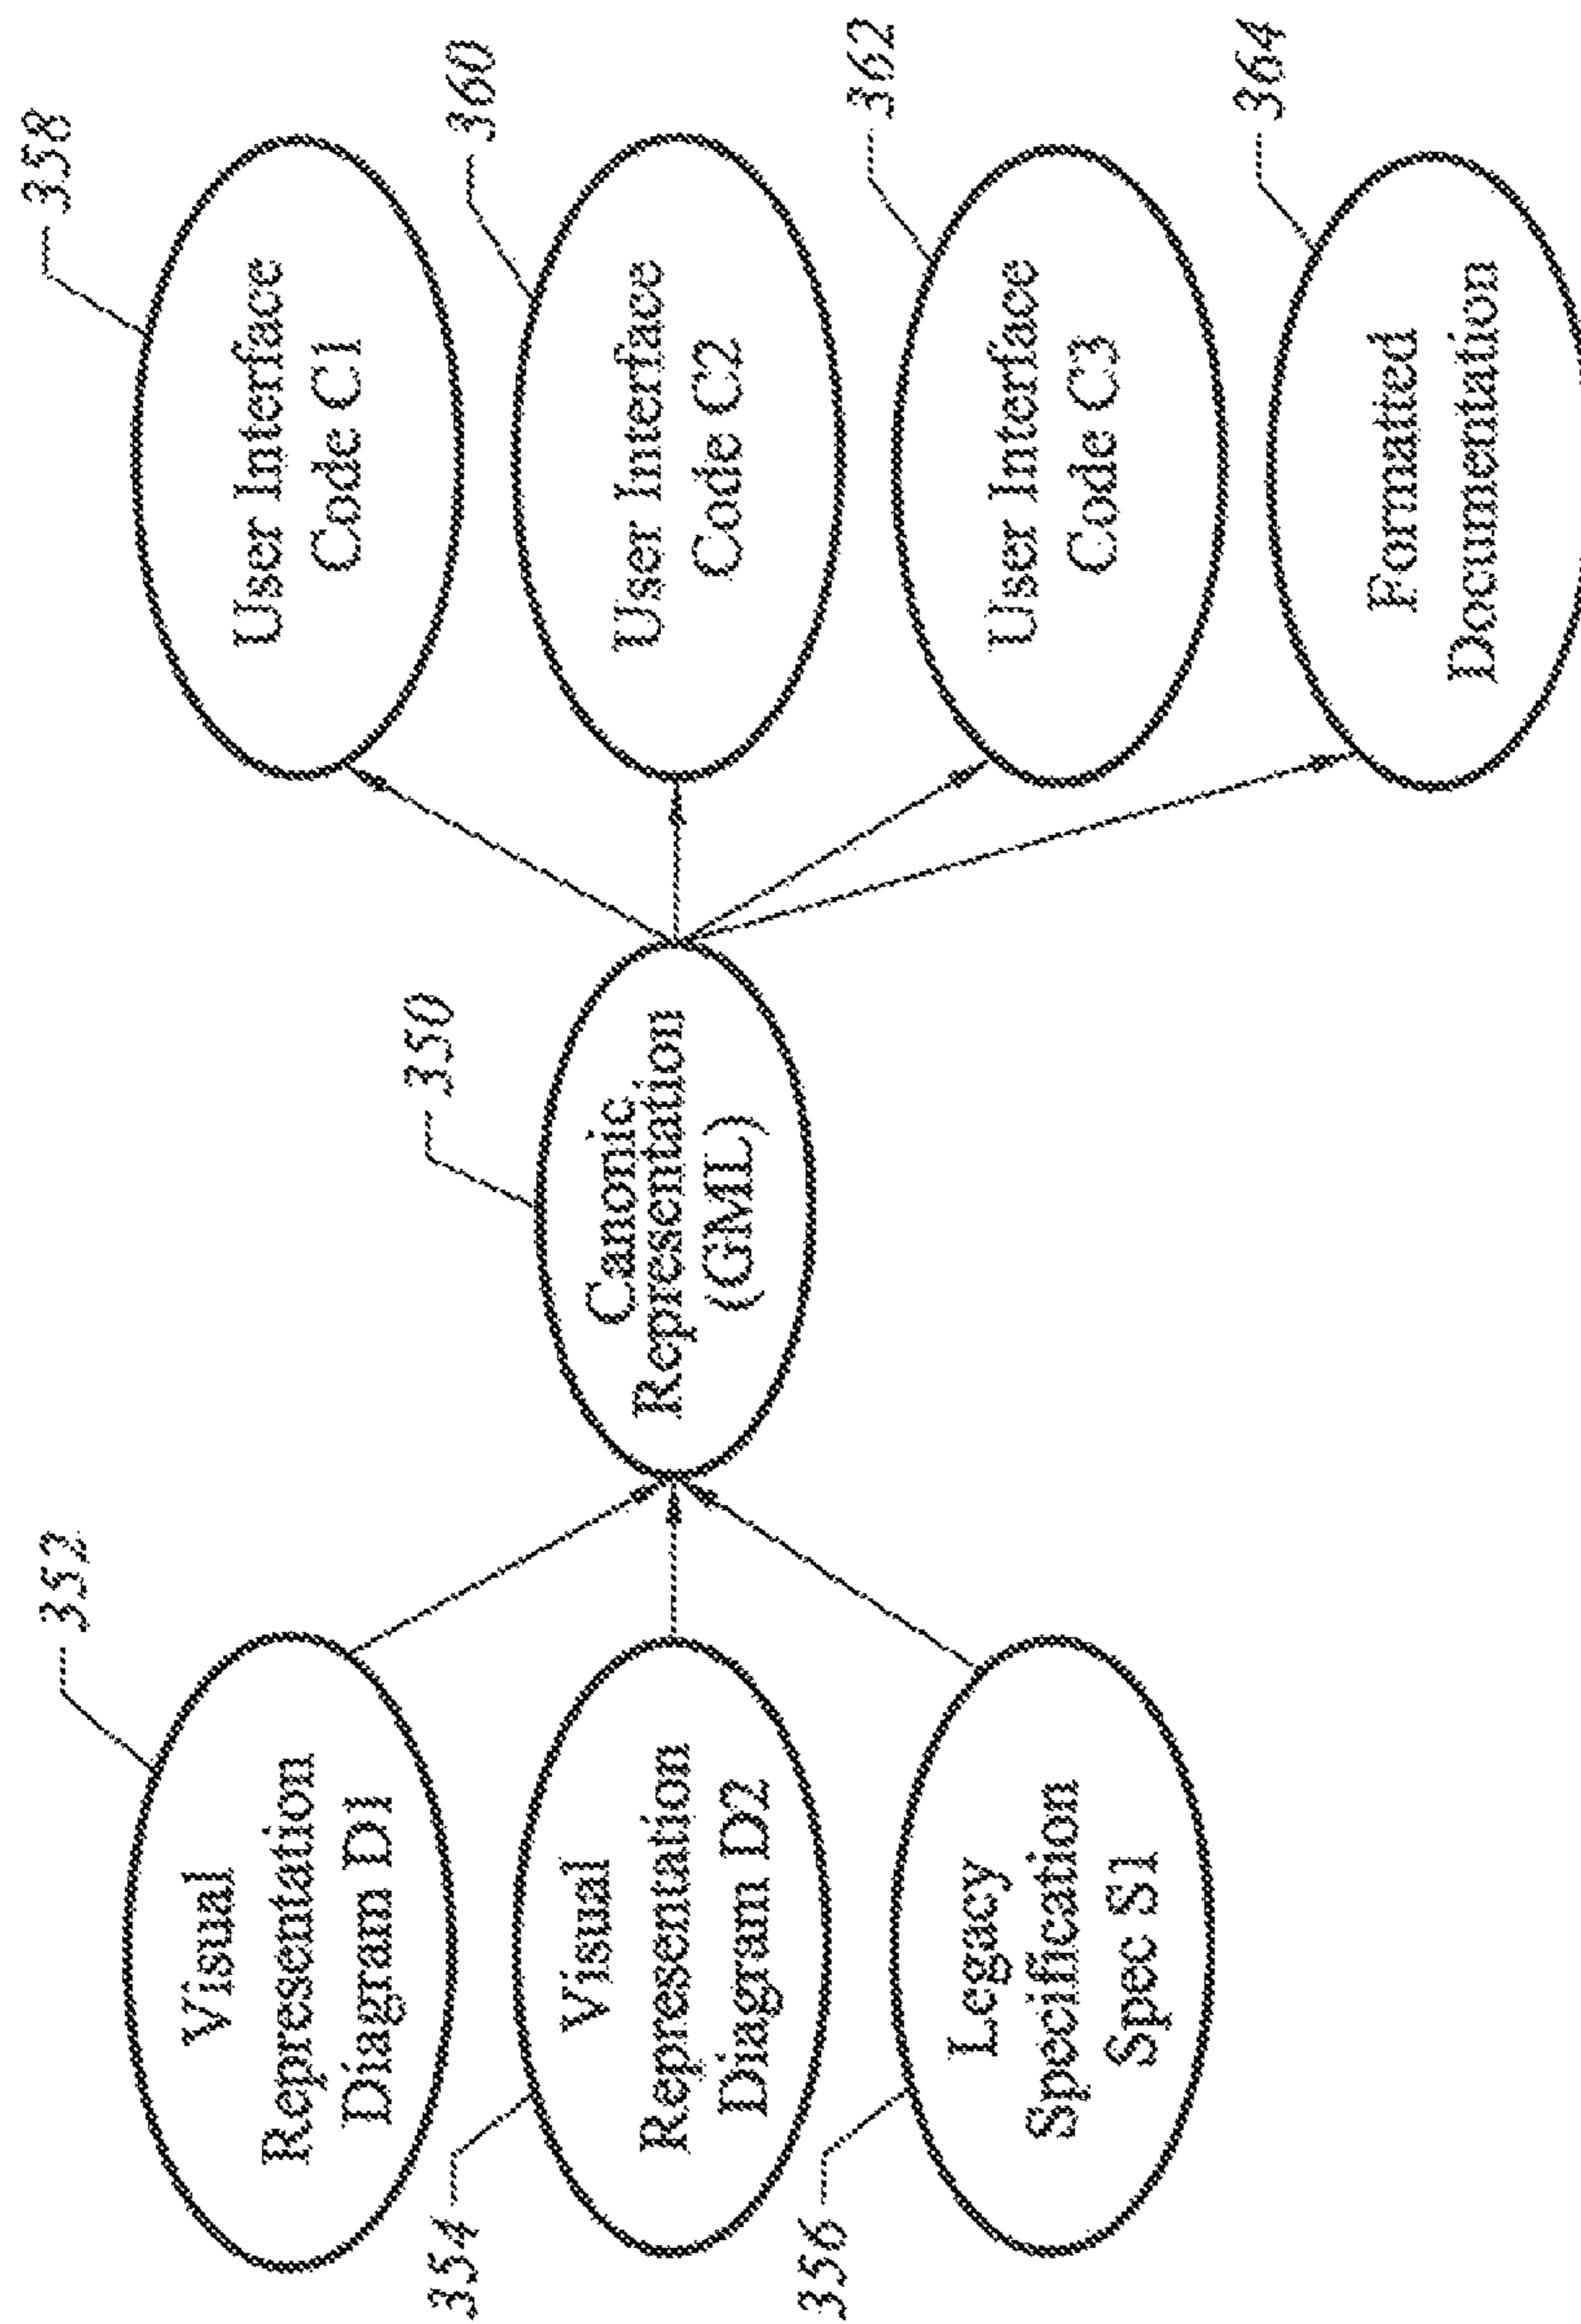 352
Visual
Representation
Diagram D1
354
Visual
Representation
Diagram D2
356
Legacy
Specification
Spec S1
350
Canonic
Representation
(GML)
358
User Interface
Code C1
360
User Interface
Code C2
362
User Interface
Code C3
364
Formatted
Documentation